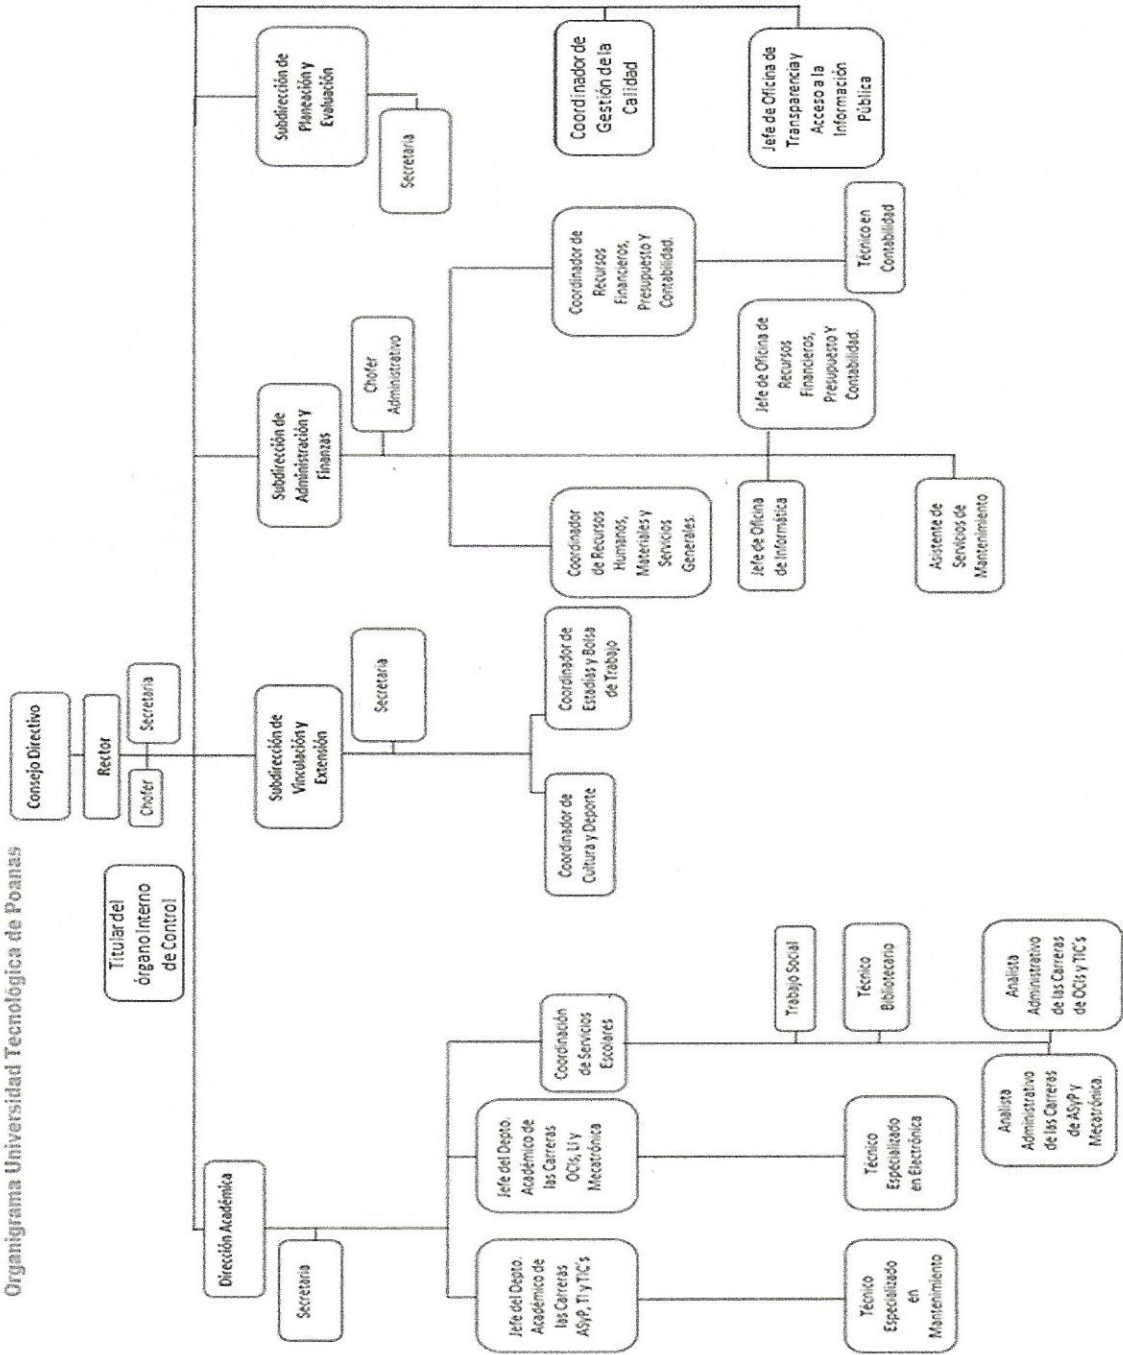 Organigrama Universidad Tecnológica de Poanas
Consejo Directivo
Rector
Chofer
Secretaria
Titular del
órgano Interno
de Control
Dirección Académica
Secretaria
Subdirección de
Vinculación y
Extensión
Secretaria
Subdirección de
Administración y
Finanzas
Chofer
Administrativo
Subdirección de
Planeación y
Evaluación
Secretaria
Jefe del Depto.
Académico de
las Carreras
ASyP, TI y TIC's
Jefe del Depto.
Académico de
las Carreras
OCIs, LI y
Mecatrónica
Coordinación
de Servicios
Escolares
Coordinador de
Cultura y Deporte
Coordinador de
Estadías y Bolsa
de Trabajo
Coordinador
de Recursos
Humanos,
Materiales y
Servicios
Generales.
Coordinador de
Recursos
Financieros,
Presupuesto Y
Contabilidad.
Coordinador de
Gestión de la
Calidad
Trabajo Social
Jefe de Oficina
de Informática
Jefe de Oficina de
Recursos
Financieros,
Presupuesto Y
Contabilidad.
Jefe de Oficina de
Transparencia y
Acceso a la
Información
Pública
Técnico
Especializado
en
Mantenimiento
Técnico
Especializado
en Electrónica
Técnico
Bibliotecario
Técnico en
Contabilidad
Asistente de
Servicios de
Mantenimiento
Analista
Administrativo
de las Carreras
de ASyP y
Mecatrónica.
Analista
Administrativo
de las Carreras
de OCIs y TIC's